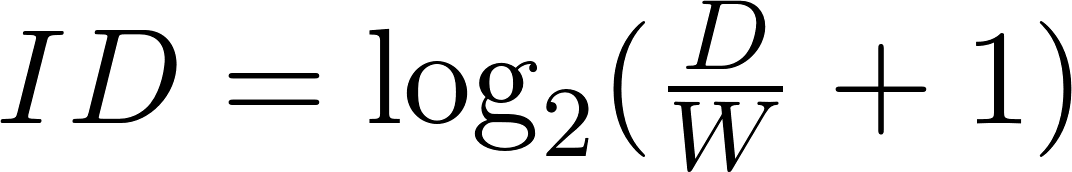 ID = log₂(D/W + 1)